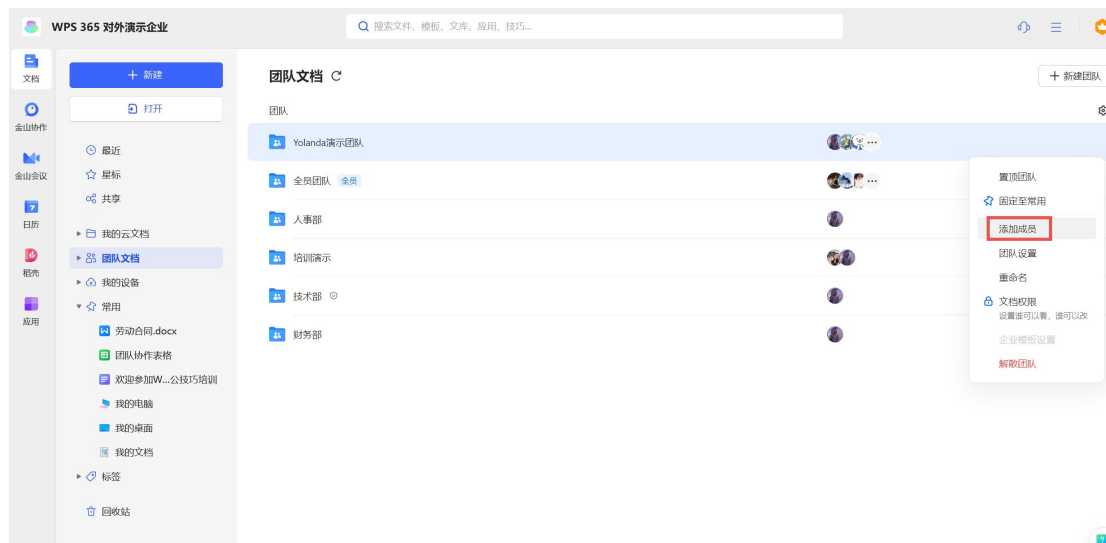 WPS 365 对外演示企业
搜索文件、模板、文库、应用、技巧...
文档
金山协作
金山会议
日历
稻壳
应用
+ 新建
打开
最近
星标
共享
我的云文档
团队文档
我的设备
常用
劳动合同.docx
团队协作表格
欢迎参加W...公技巧培训
我的电脑
我的桌面
我的文档
标签
回收站
团队文档
+ 新建团队
团队
Yolanda演示团队
全员团队 全员
人事部
培训演示
技术部
财务部
置顶团队
固定至常用
添加成员
团队设置
重命名
文档权限
设置谁可以看，谁可以改
企业模板设置
解散团队